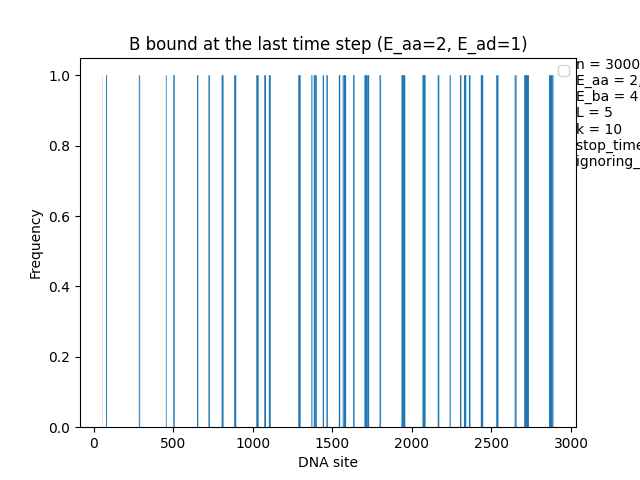 B bound at the last time step (E_aa=2, E_ad=1)
n = 3000
E_aa = 2,
E_ba = 4
L = 5
k = 10
stop_time
ignoring_
1.0
0.8
0.6
0.4
0.2
0.0
Frequency
0 500 1000 1500 2000 2500 3000
DNA site